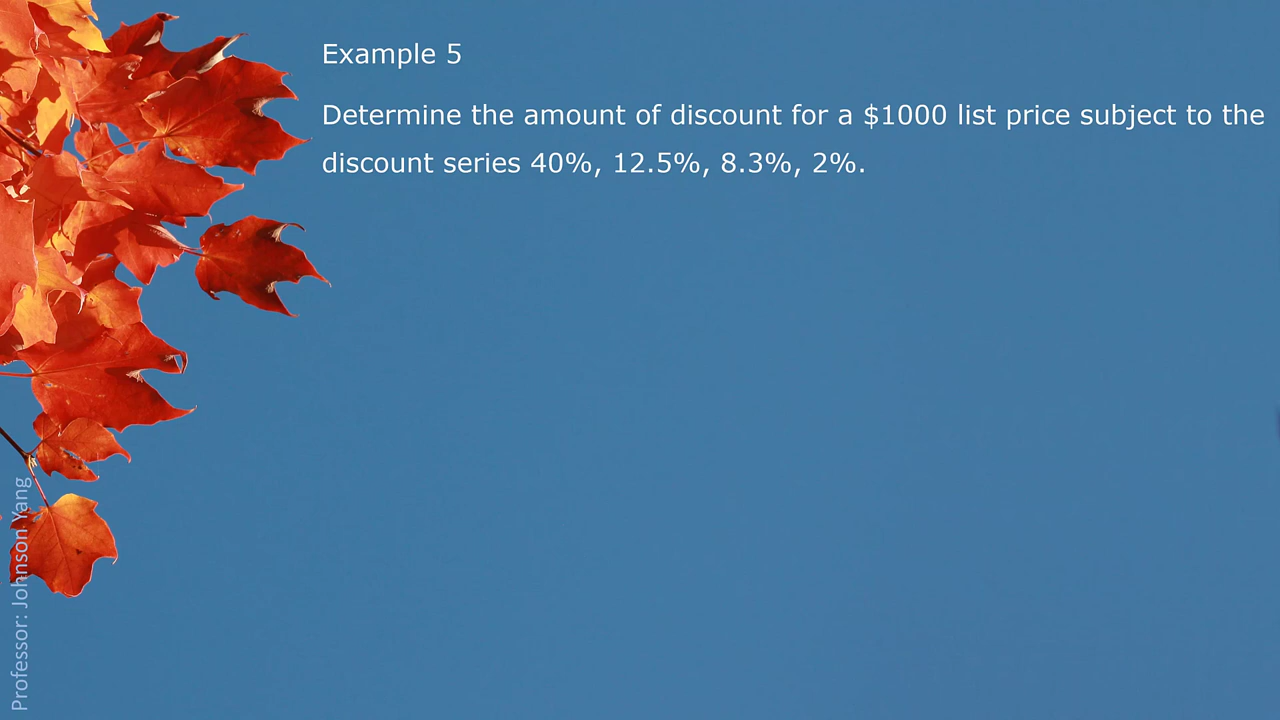 Example 5
Determine the amount of discount for a $1000 list price subject to the
discount series 40%, 12.5%, 8.3%, 2%.
Professor: Johnson Yang